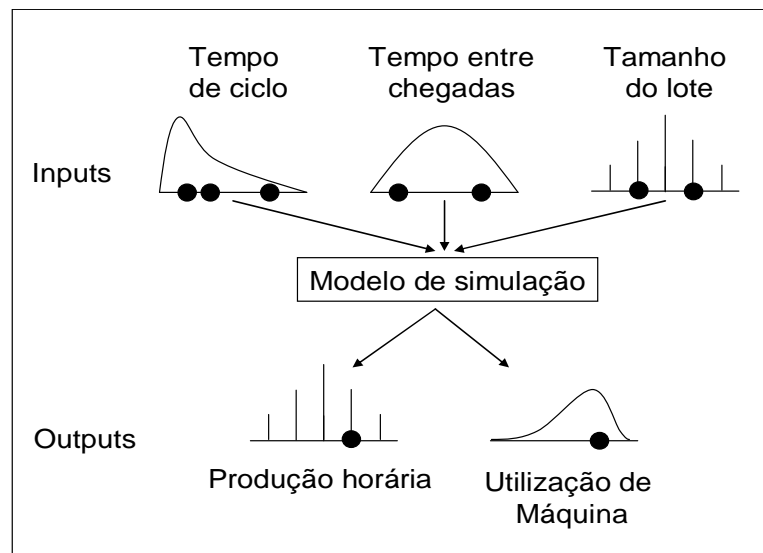 Tempo
de ciclo
Tempo entre
chegadas
Tamanho
do lote
Inputs
Modelo de simulação
Outputs
Produção horária
Utilização de
Máquina